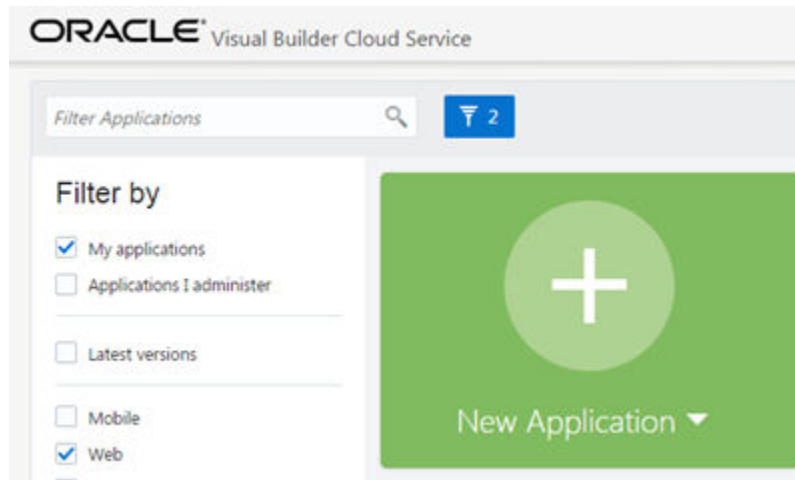 ORACLE® Visual Builder Cloud Service
Filter Applications
2
Filter by
My applications
Applications I administer
Latest versions
Mobile
Web
New Application